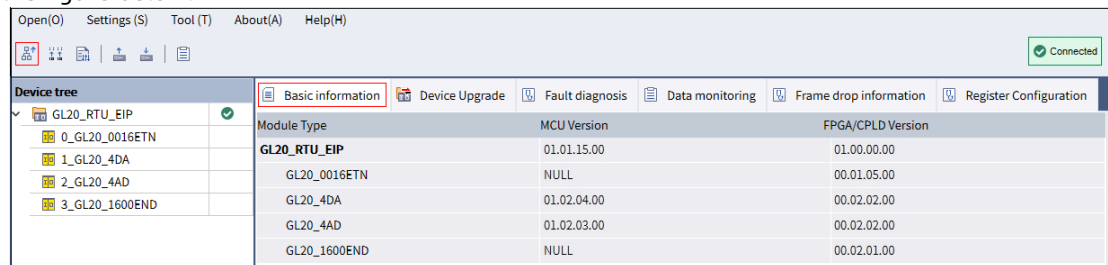 Open(O) Settings (S) Tool (T) About(A) Help(H)
Connected
Device tree
GL20_RTU_EIP
0_GL20_0016ETN
1_GL20_4DA
2_GL20_4AD
3_GL20_1600END
Basic information Device Upgrade Fault diagnosis Data monitoring Frame drop information Register Configuration
Module Type MCU Version FPGA/CPLD Version
GL20_RTU_EIP 01.01.15.00 01.00.00.00
GL20_0016ETN NULL 00.01.05.00
GL20_4DA 01.02.04.00 00.02.02.00
GL20_4AD 01.02.03.00 00.02.02.00
GL20_1600END NULL 00.02.01.00